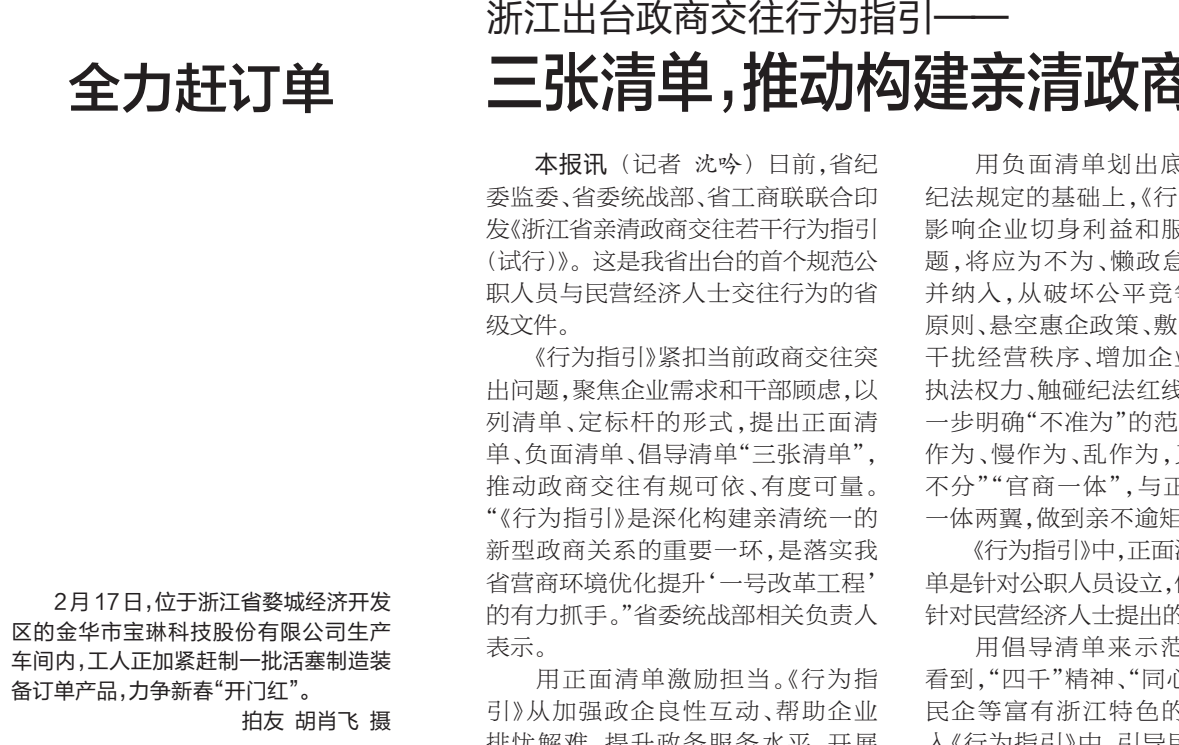 全力赶订单
2月17日,位于浙江省婺城经济开发
区的金华市宝琳科技股份有限公司生产
车间内,工人正加紧赶制一批活塞制造装
备订单产品,力争新春“开门红”。
拍友 胡肖飞 摄
浙江出台政商交往行为指引——
三张清单,推动构建亲清政商
本报讯（记者 沈吟）日前,省纪
委监委、省委统战部、省工商联联合印
发《浙江省亲清政商交往若干行为指引
(试行)》。这是我省出台的首个规范公
职人员与民营经济人士交往行为的省
级文件。
《行为指引》紧扣当前政商交往突
出问题,聚焦企业需求和干部顾虑,以
列清单、定标杆的形式,提出正面清
单、负面清单、倡导清单“三张清单”,
推动政商交往有规可依、有度可量。
“《行为指引》是深化构建亲清统一的
新型政商关系的重要一环,是落实我
省营商环境优化提升‘一号改革工程’
的有力抓手。”省委统战部相关负责人
表示。
用正面清单激励担当。《行为指
引》从加强政企良性互动、帮助企业
排忧解难、提升政务服务水平、开展
用负面清单划出底
纪法规定的基础上,《行
影响企业切身利益和服
题,将应为不为、懒政怠
并纳入,从破坏公平竞争
原则、悬空惠企政策、敷
干扰经营秩序、增加企业
执法权力、触碰纪法红线
一步明确“不准为”的范
作为、慢作为、乱作为,
不分”“官商一体”,与正
一体两翼,做到亲不逾矩
《行为指引》中,正面清
单是针对公职人员设立,
针对民营经济人士提出的
用倡导清单来示范
看到,“四千”精神、“同心
民企等富有浙江特色的
入《行为指引》中,引导民